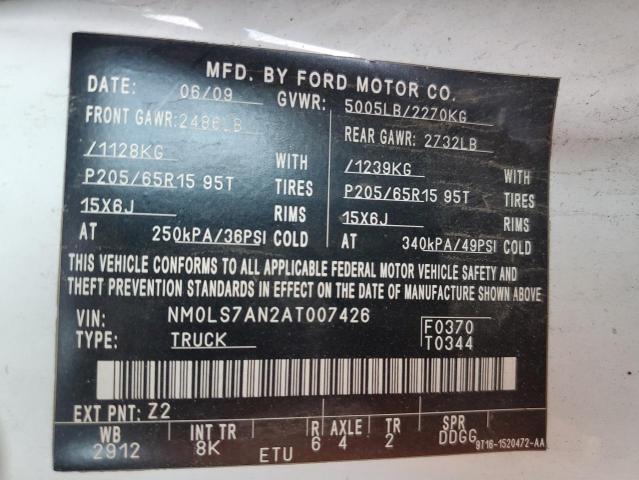 MFD. BY FORD MOTOR CO.
DATE: 06/09 GVWR: 5005LB/2270KG
FRONT GAWR: 2486LB REAR GAWR: 2732LB
/1128KG WITH /1239KG WITH
P205/65R15 95T TIRES P205/65R15 95T TIRES
15X6.J RIMS 15X6.J RIMS
AT 250kPA/36PSI COLD AT 340kPA/49PSI COLD
THIS VEHICLE CONFORMS TO ALL APPLICABLE FEDERAL MOTOR VEHICLE SAFETY AND
THEFT PREVENTION STANDARDS IN EFFECT ON THE DATE OF MANUFACTURE SHOWN ABOVE.
VIN: NM0LS7AN2AT007426 F0370
TYPE: TRUCK T0344
EXT PNT: Z2
WB INT TR R AXLE TR SPR
2912 8K ETU 6 4 2 DDGG 9T16-1520472-AA